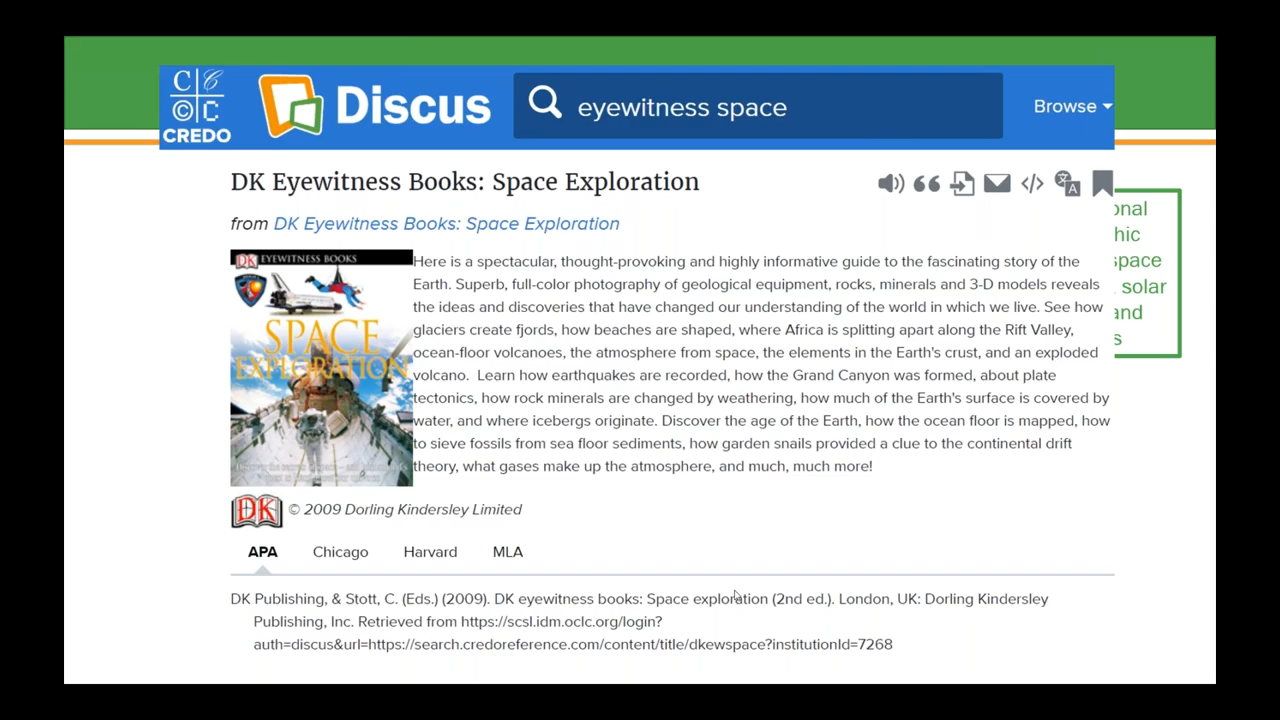 C C
© C
CREDO
Discus
eyewitness space
Browse
DK Eyewitness Books: Space Exploration
from DK Eyewitness Books: Space Exploration
DK EYEWITNESS BOOKS
SPACE
EXPLORATION
Here is a spectacular, thought-provoking and highly informative guide to the fascinating story of the
Earth. Superb, full-color photography of geological equipment, rocks, minerals and 3-D models reveals
the ideas and discoveries that have changed our understanding of the world in which we live. See how
glaciers create fjords, how beaches are shaped, where Africa is splitting apart along the Rift Valley,
ocean-floor volcanoes, the atmosphere from space, the elements in the Earth's crust, and an exploded
volcano. Learn how earthquakes are recorded, how the Grand Canyon was formed, about plate
tectonics, how rock minerals are changed by weathering, how much of the Earth's surface is covered by
water, and where icebergs originate. Discover the age of the Earth, how the ocean floor is mapped, how
to sieve fossils from sea floor sediments, how garden snails provided a clue to the continental drift
theory, what gases make up the atmosphere, and much, much more!
onal
hic
space
solar
and
s
DK © 2009 Dorling Kindersley Limited
APA Chicago Harvard MLA
DK Publishing, & Stott, C. (Eds.) (2009). DK eyewitness books: Space exploration (2nd ed.). London, UK: Dorling Kindersley
Publishing, Inc. Retrieved from https://scsl.idm.oclc.org/login?
auth=discus&url=https://search.credoreference.com/content/title/dkewspace?institutionId=7268